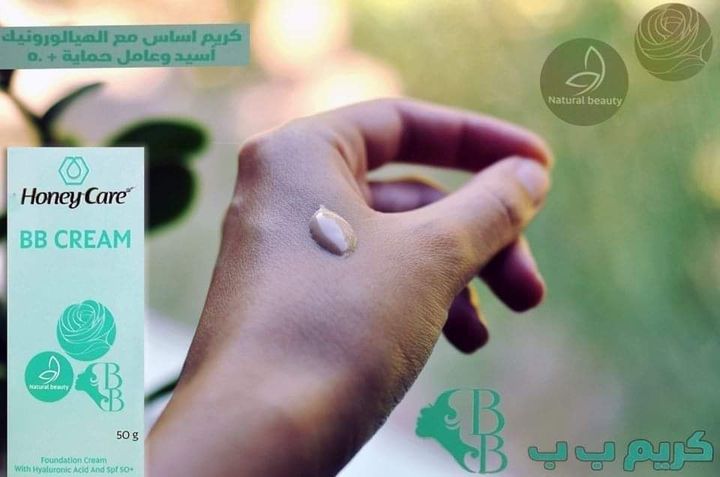 كريم اساس مع الهيالورونيك
أسيد وعامل حماية + ٥٠
Natural beauty
Honey Care
BB CREAM
Natural beauty
BB
50 g
Foundation Cream
With Hyaluronic Acid And Spf 50+
BB
كريم ب ب